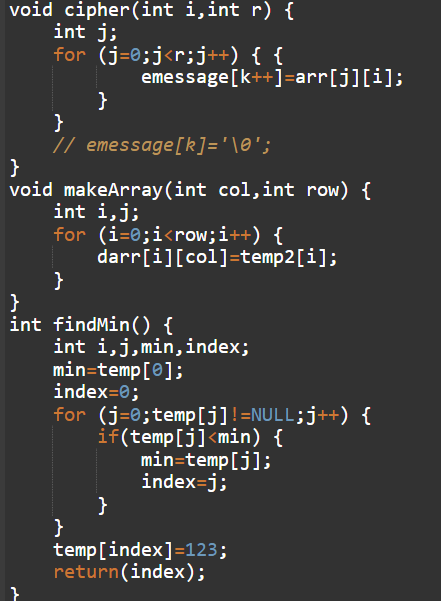 void cipher(int i,int r) {
    int j;
    for (j=0;j<r;j++) { {
            emessage[k++]=arr[j][i];
        }
    }
    // emessage[k]='\0';
}
void makeArray(int col,int row) {
    int i,j;
    for (i=0;i<row;i++) {
        darr[i][col]=temp2[i];
    }
}
int findMin() {
    int i,j,min,index;
    min=temp[0];
    index=0;
    for (j=0;temp[j]!=NULL;j++) {
        if(temp[j]<min) {
            min=temp[j];
            index=j;
        }
    }
    temp[index]=123;
    return(index);
}